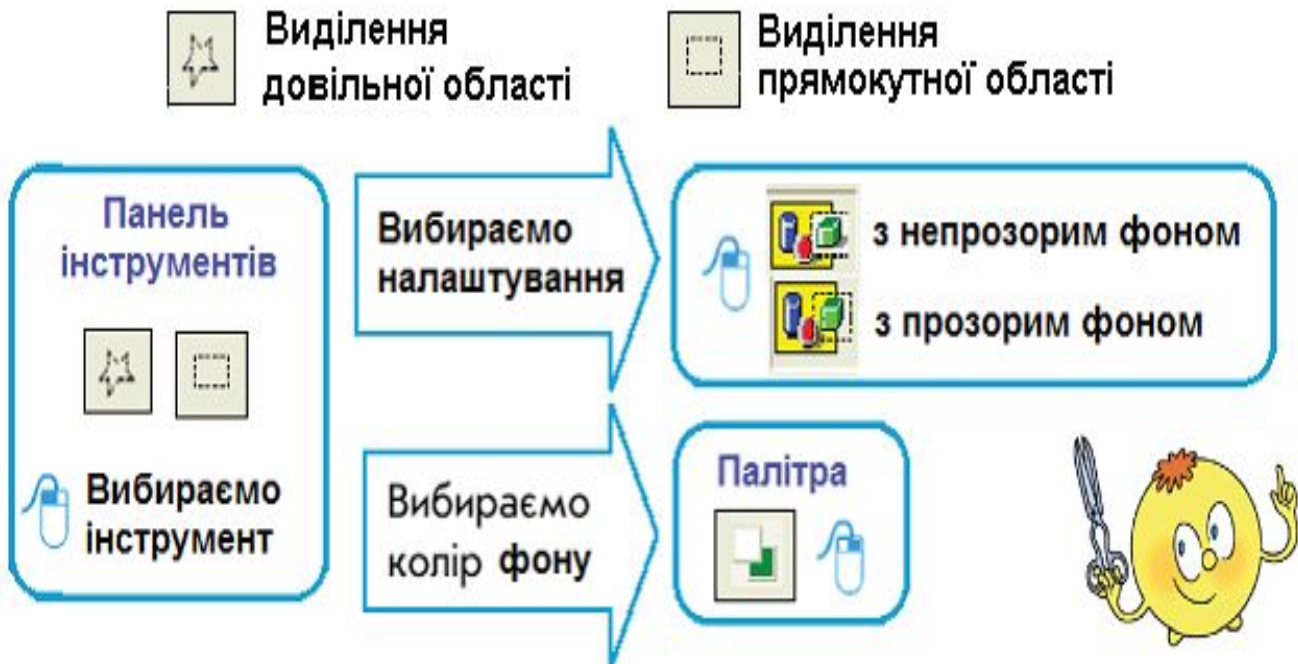 Виділення
довільної області
Виділення
прямокутної області
Панель
інструментів
Вибираємо
інструмент
Вибираємо
налаштування
з непрозорим фоном
з прозорим фоном
Вибираємо
колір фону
Палітра